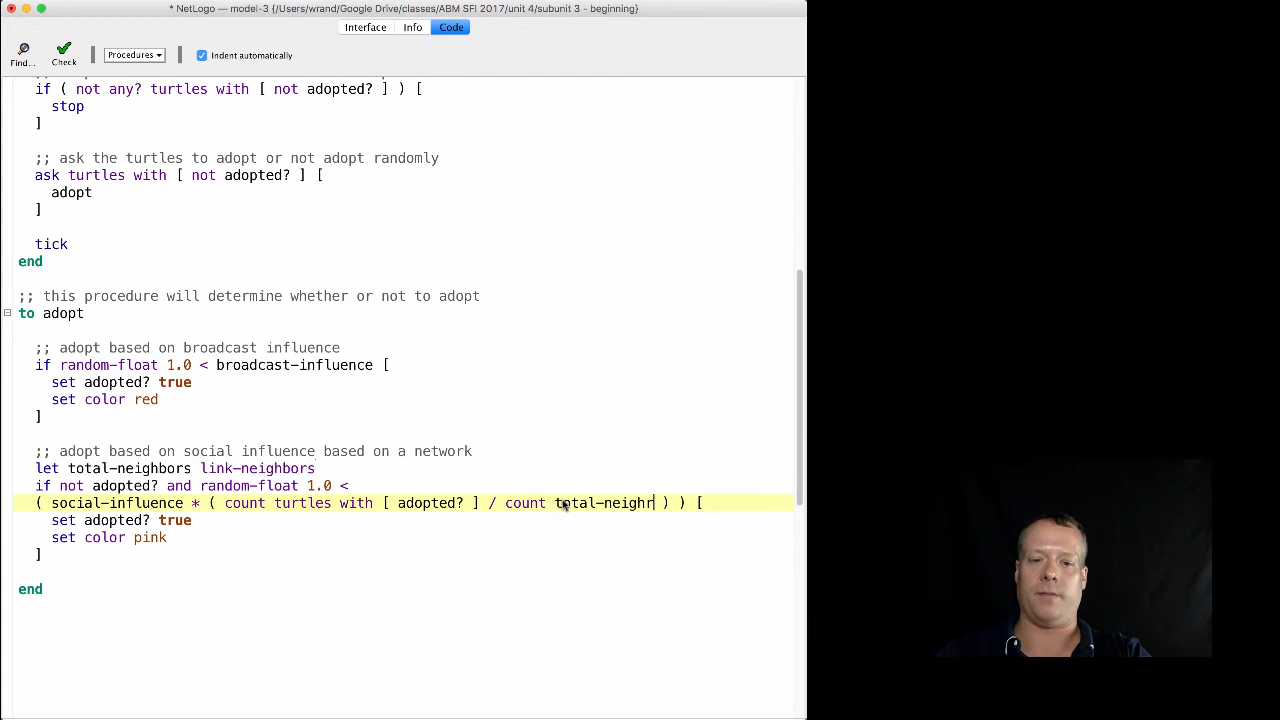 * NetLogo — model-3 {/Users/wrand/Google Drive/classes/ABM SFI 2017/unit 4/subunit 3 - beginning}
Interface Info Code
Find... Check Procedures Indent automatically
if ( not any? turtles with [ not adopted? ] ) [
stop
]
;; ask the turtles to adopt or not adopt randomly
ask turtles with [ not adopted? ] [
adopt
]
tick
end
;; this procedure will determine whether or not to adopt
to adopt
;; adopt based on broadcast influence
if random-float 1.0 < broadcast-influence [
set adopted? true
set color red
]
;; adopt based on social influence based on a network
let total-neighbors link-neighbors
if not adopted? and random-float 1.0 <
( social-influence * ( count turtles with [ adopted? ] / count total-neighr ) ) [
set adopted? true
set color pink
]
end